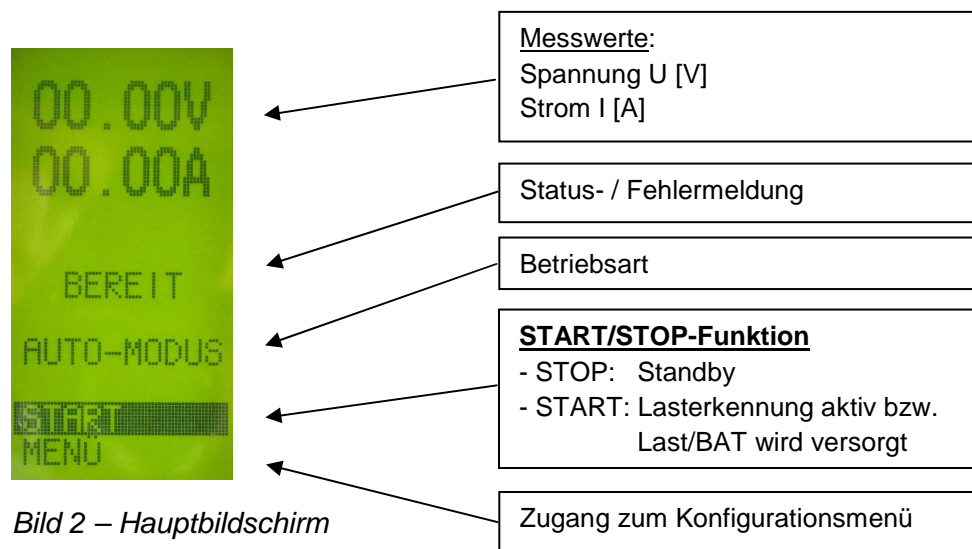 00.00V
00.00A
BEREIT
AUTO-MODUS
START
MENÜ
Bild 2 – Hauptbildschirm
Messwerte:
Spannung U [V]
Strom I [A]
Status- / Fehlermeldung
Betriebsart
START/STOP-Funktion
- STOP: Standby
- START: Lasterkennung aktiv bzw.
Last/BAT wird versorgt
Zugang zum Konfigurationsmenü